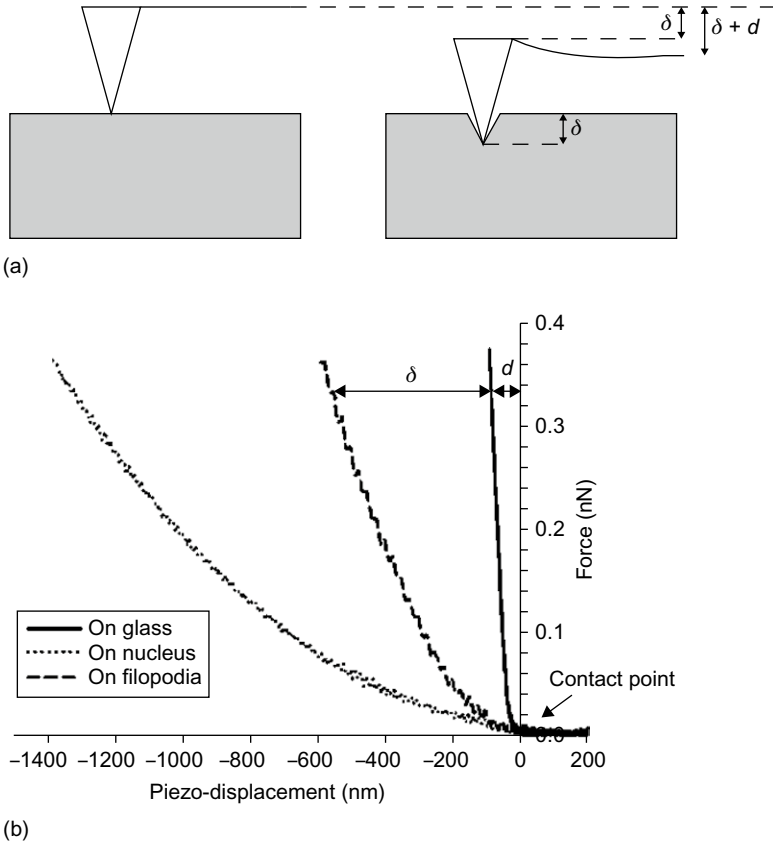 δ
δ + d
δ
(a)
0.4
δ
d
0.3
Force (nN)
0.2
On glass
On nucleus
On filopodia
0.1
Contact point
0.0
−1400 −1200 −1000 −800 −600 −400 −200 0 200
Piezo-displacement (nm)
(b)